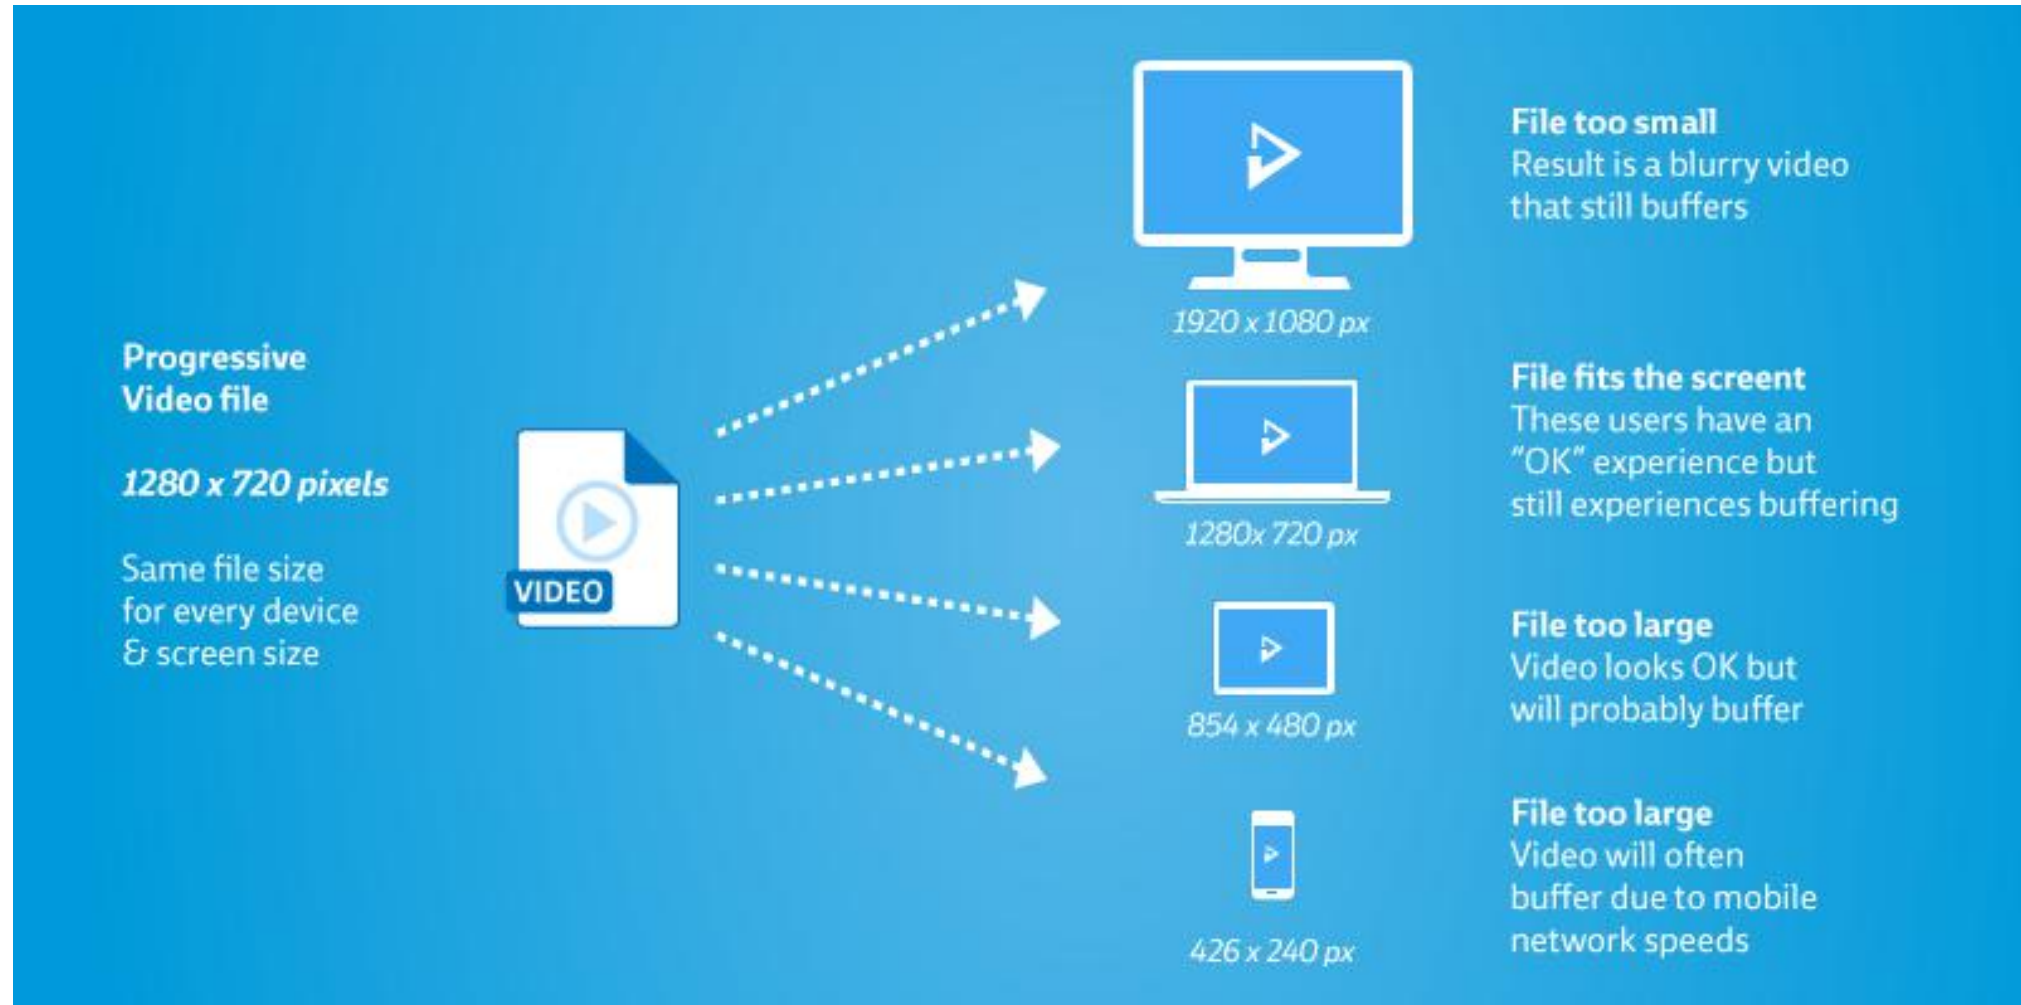 Progressive
Video file
1280 x 720 pixels
Same file size
for every device
& screen size
VIDEO
1920 x 1080 px
File too small
Result is a blurry video
that still buffers
1280x 720 px
File fits the screent
These users have an
"OK" experience but
still experiences buffering
854 x 480 px
File too large
Video looks OK but
will probably buffer
426 x 240 px
File too large
Video will often
buffer due to mobile
network speeds